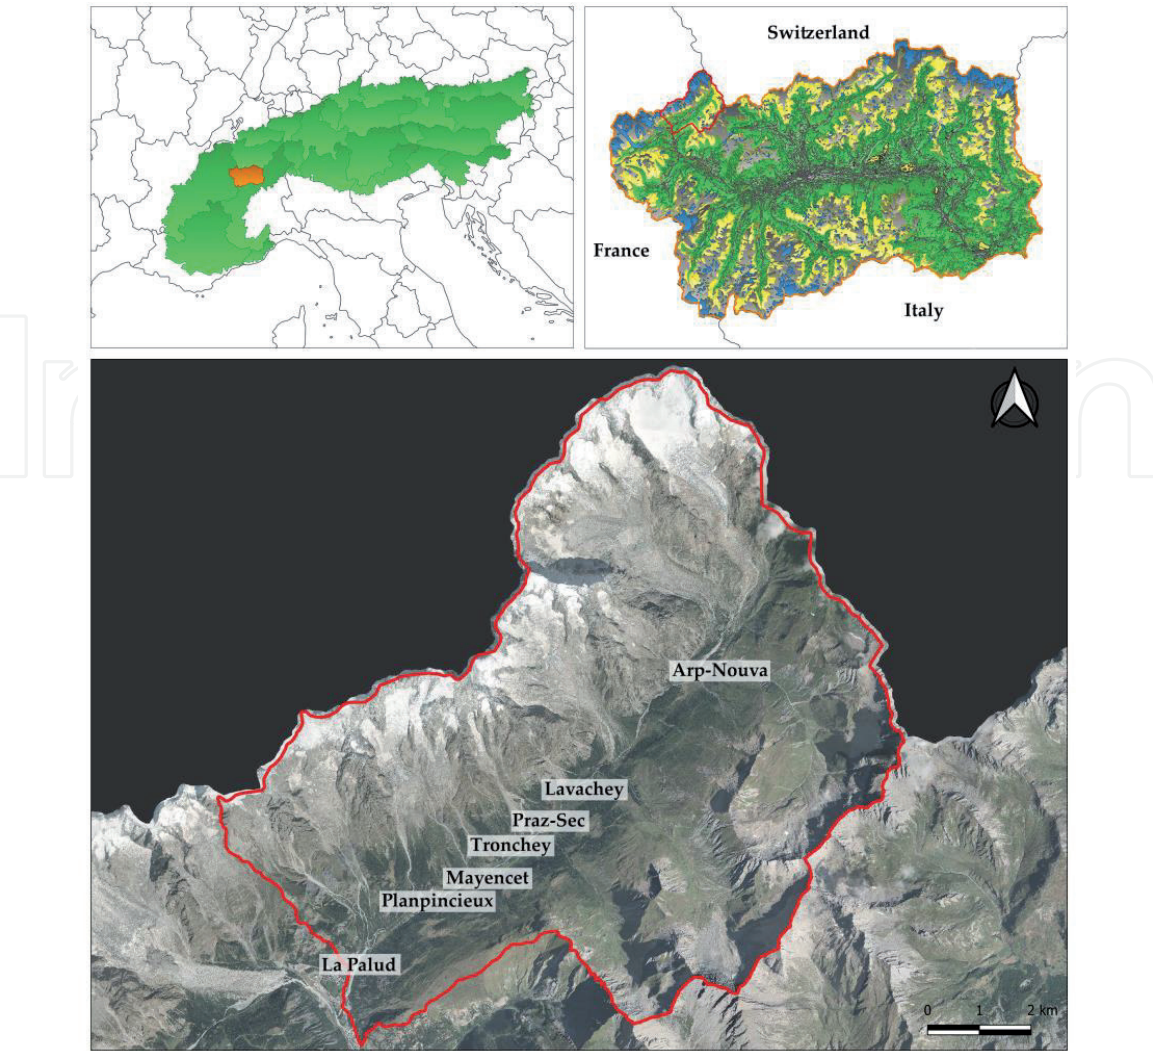 Switzerland
France
Italy
Arp-Nouva
Lavachey
Praz-Sec
Tronchey
Mayencet
Planpincieux
La Palud
0 1 2 km